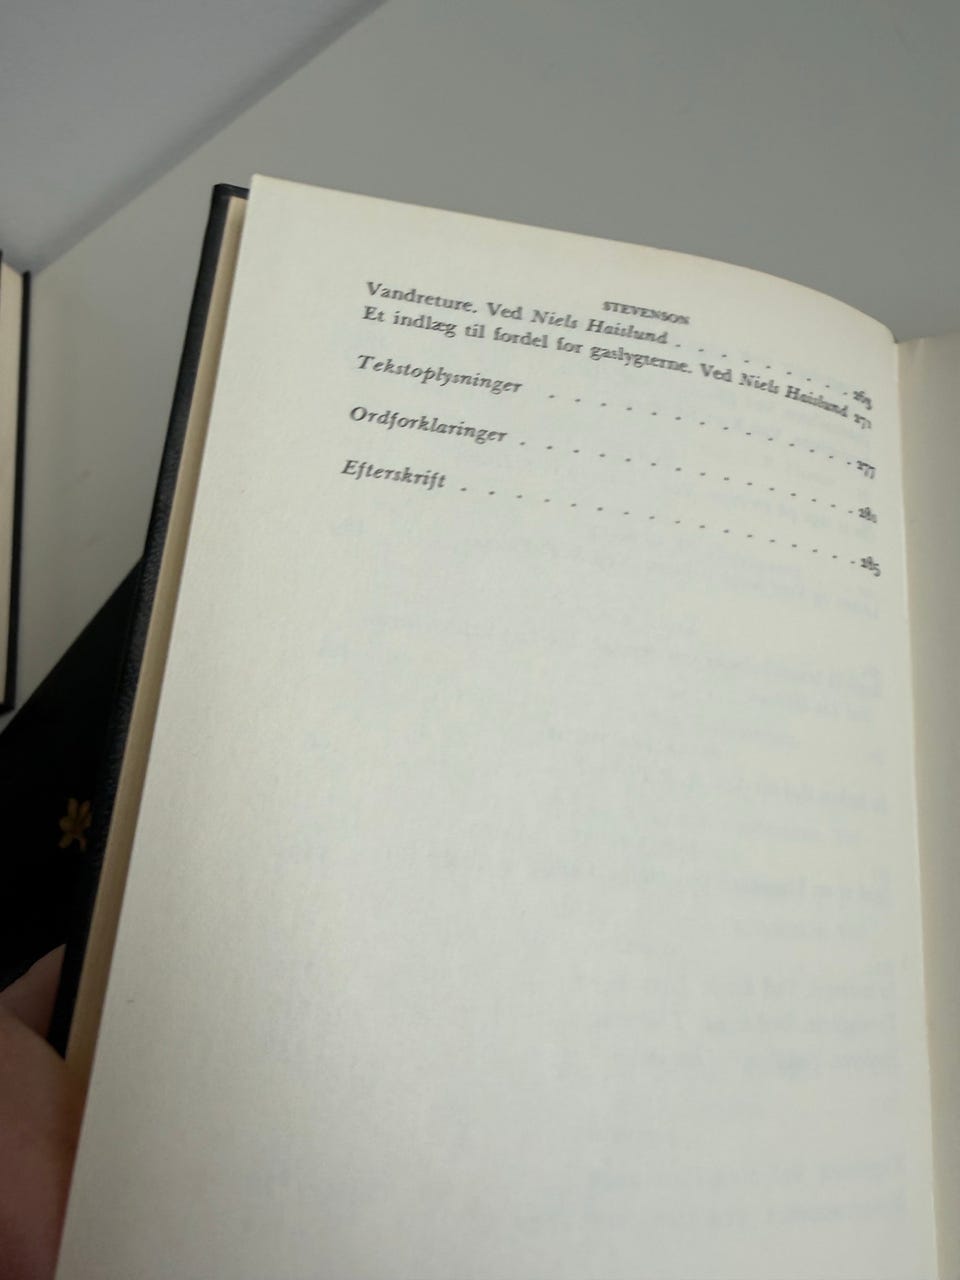 STEVENSON
Vandreture. Ved Niels Haislund . . . . . . . . . 263
Et indlæg til fordel for gaslygterne. Ved Niels Haislund 271
Tekstoplysninger . . . . . . . . . . . . . 277
Ordforklaringer . . . . . . . . . . . . . . 281
Efterskrift . . . . . . . . . . . . . . . . 285